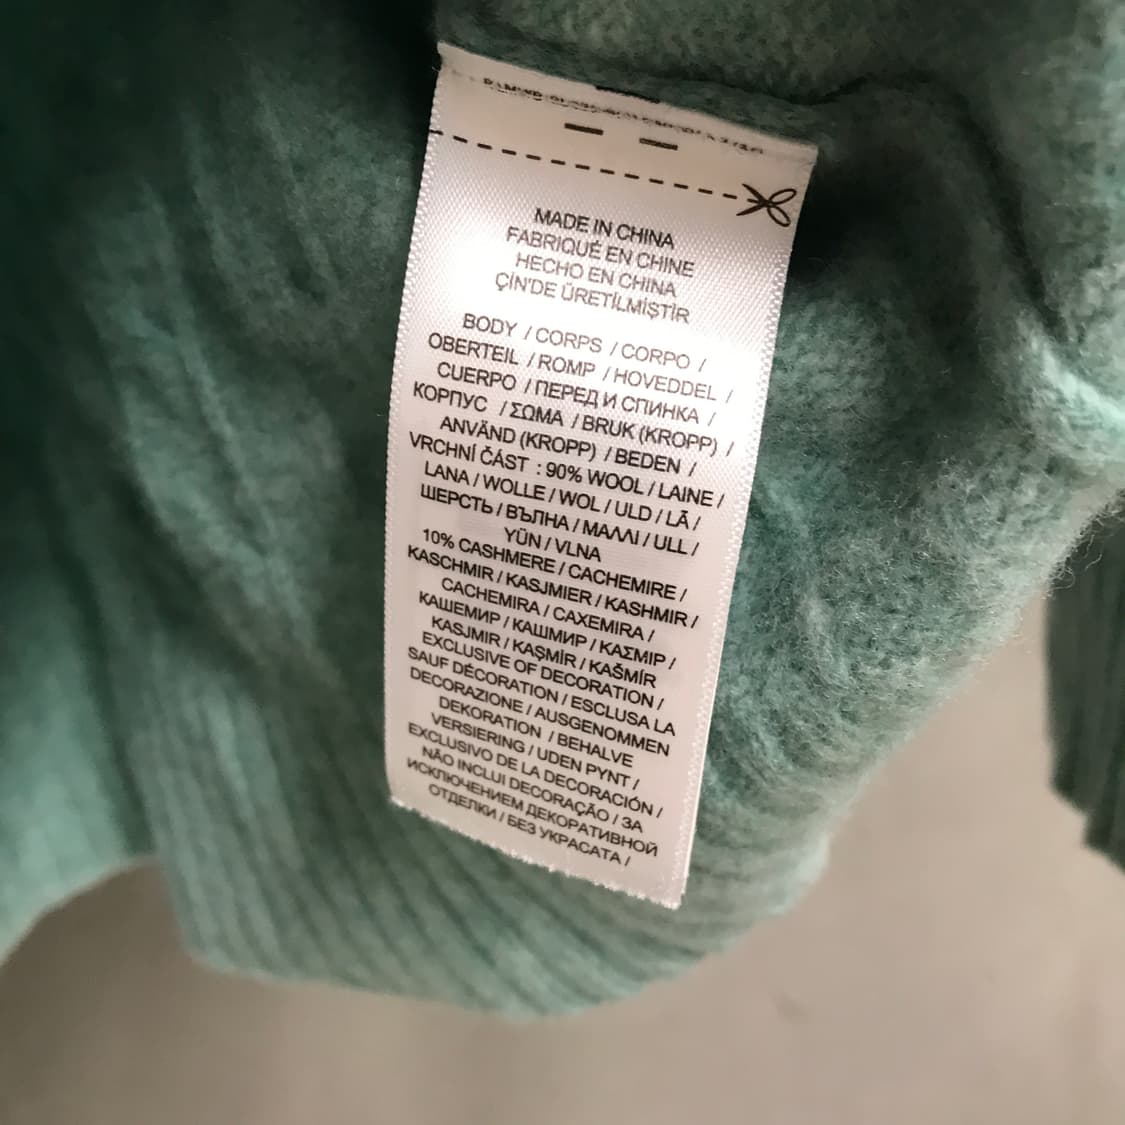 MADE IN CHINA
FABRIQUÉ EN CHINE
HECHO EN CHINA
ÇİN'DE ÜRETİLMİŞTİR
BODY / CORPS / CORPO /
OBERTEIL / ROMP / HOVEDDEL /
CUERPO / ПЕРЕД И СПИНКА /
КОРПУС / ΣΩΜΑ / BRUK (KROPP) /
ANVÄND (KROPP) / BEDEN /
VRCHNÍ ČÁST : 90% WOOL / LAINE /
LANA / WOLLE / WOL / ULD / LÃ /
ШЕРСТЬ / ВЪЛНА / ΜΑΛΛΙ / ULL /
YÜN / VLNA
10% CASHMERE / CACHEMIRE /
KASCHMIR / KASJMIER / KASHMIR /
CACHEMIRA / CAXEMIRA /
КАШЕМИР / КАШМИР / ΚΑΣΜΙΡ /
KASJMIR / KAŞMİR / KAŠMÍR
EXCLUSIVE OF DECORATION /
SAUF DÉCORATION / ESCLUSA LA
DECORAZIONE / AUSGENOMMEN
DEKORATION / BEHALVE
VERSIERING / UDEN PYNT /
EXCLUSIVO DE LA DECORACIÓN /
NÃO INCLUI DECORAÇÃO / ЗА
ИСКЛЮЧЕНИЕМ ДЕКОРАТИВНОЙ
ОТДЕЛКИ / БЕЗ УКРАСАТА /